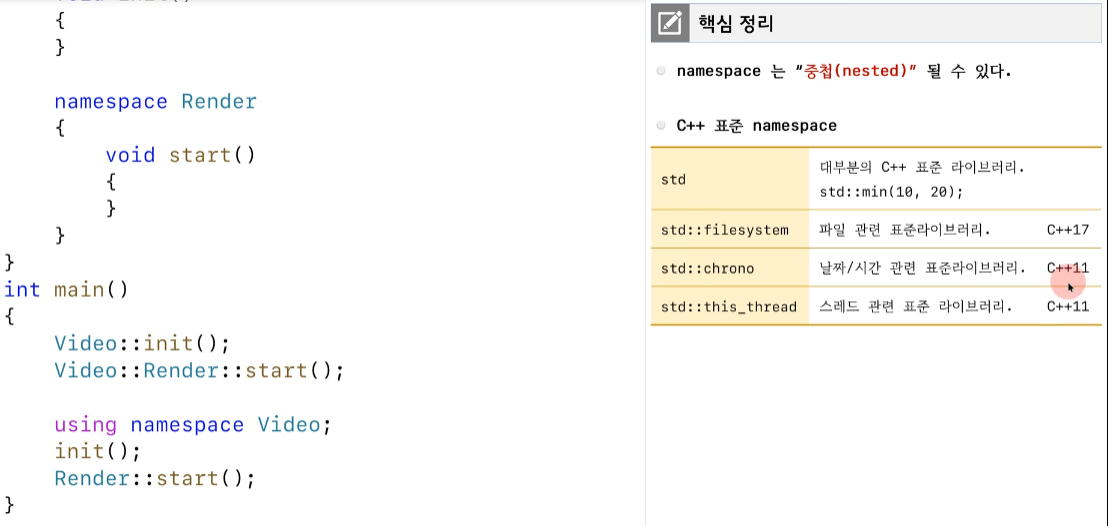 {
}
namespace Render
{
void start()
{
}
}
}
int main()
{
Video::init();
Video::Render::start();
using namespace Video;
init();
Render::start();
}
핵심 정리
namespace 는 "중첩(nested)" 될 수 있다.
C++ 표준 namespace
std
대부분의 C++ 표준 라이브러리.
std::min(10, 20);
std::filesystem 파일 관련 표준라이브러리. C++17
std::chrono 날짜/시간 관련 표준라이브러리. C++11
std::this_thread 스레드 관련 표준 라이브러리. C++11